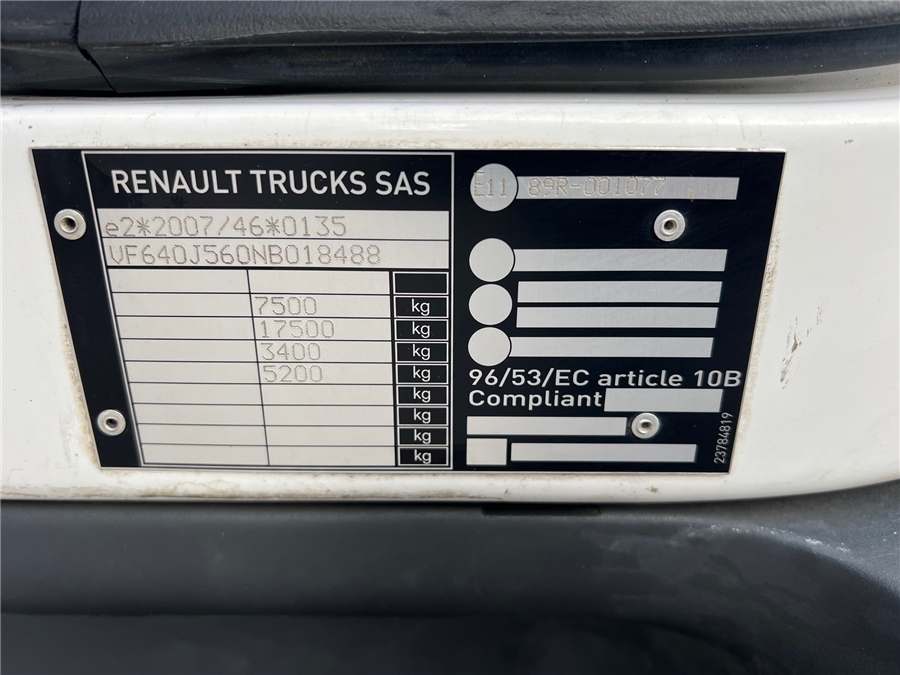 RENAULT TRUCKS SAS
e2*2007/46*0135
VF640J560NB018488
7500 kg
17500 kg
3400 kg
5200 kg
kg
kg
kg
kg
E11 89R-001077
96/53/EC article 10B
Compliant
23784819